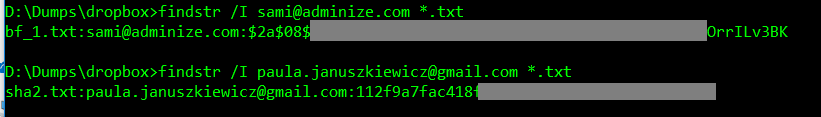 D:\Dumps\dropbox>findstr /I sami@adminize.com *.txt
bf_1.txt:sami@adminize.com:$2a$08$ OrrILv3BK
D:\Dumps\dropbox>findstr /I paula.januszkiewicz@gmail.com *.txt
sha2.txt:paula.januszkiewicz@gmail.com:112f9a7fac418f